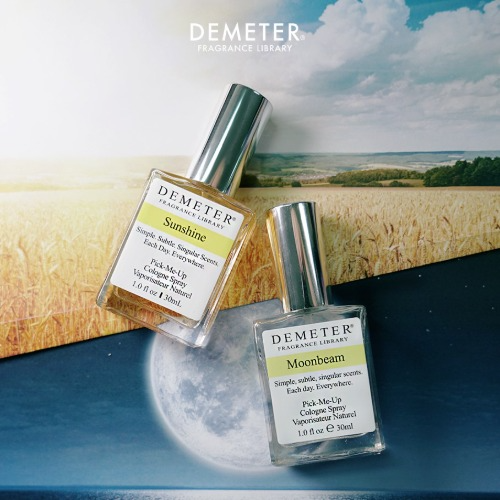 DEMETER®
FRAGRANCE LIBRARY
DEMETER®
FRAGRANCE LIBRARY
Sunshine
Simple, Subtle, Singular Scents.
Each Day. Everywhere.
Pick-Me-Up
Cologne Spray
Vaporisateur Naturel
1.0 fl oz / 30mL
DEMETER®
FRAGRANCE LIBRARY
Moonbeam
Simple, subtle, singular scents.
Each day. Everywhere.
Pick-Me-Up
Cologne Spray
Vaporisateur Naturel
1.0 fl oz ℮ 30ml